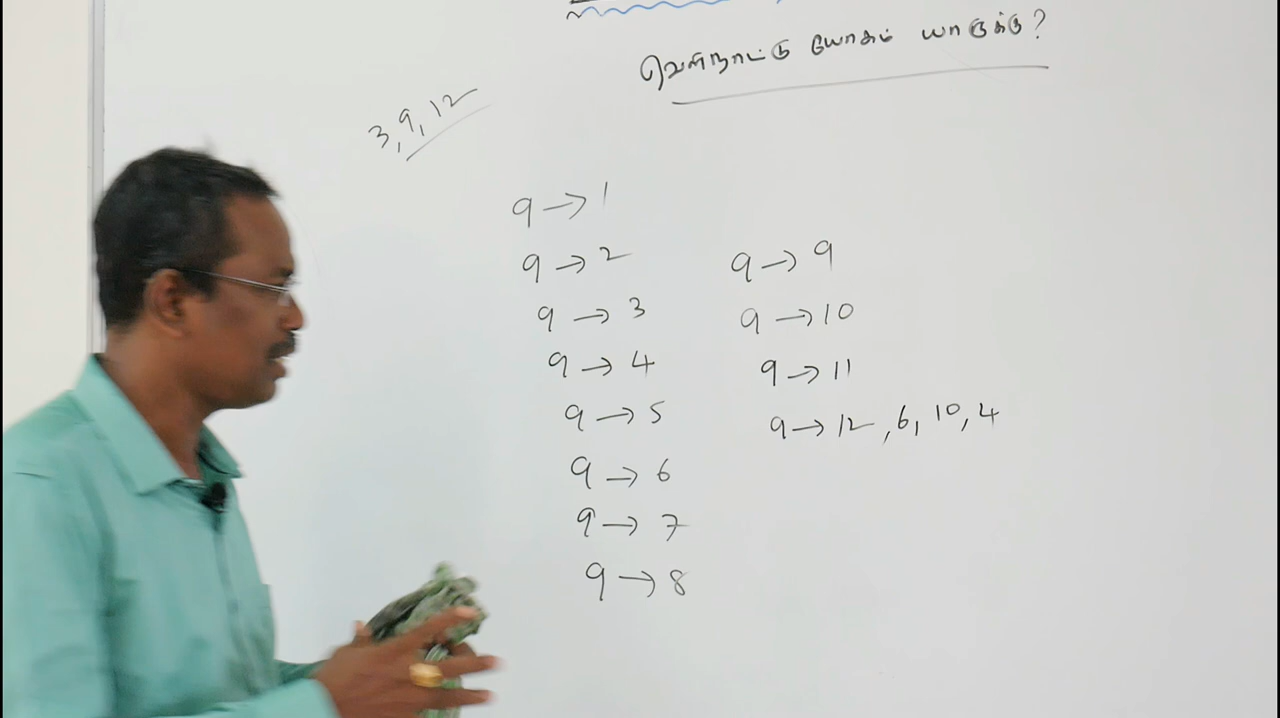 வெளிநாட்டு யோகம் யாருக்கு?
3, 9, 12
9 → 1
9 → 2
9 → 3
9 → 4
9 → 5
9 → 6
9 → 7
9 → 8
9 → 9
9 → 10
9 → 11
9 → 12, 6, 10, 4